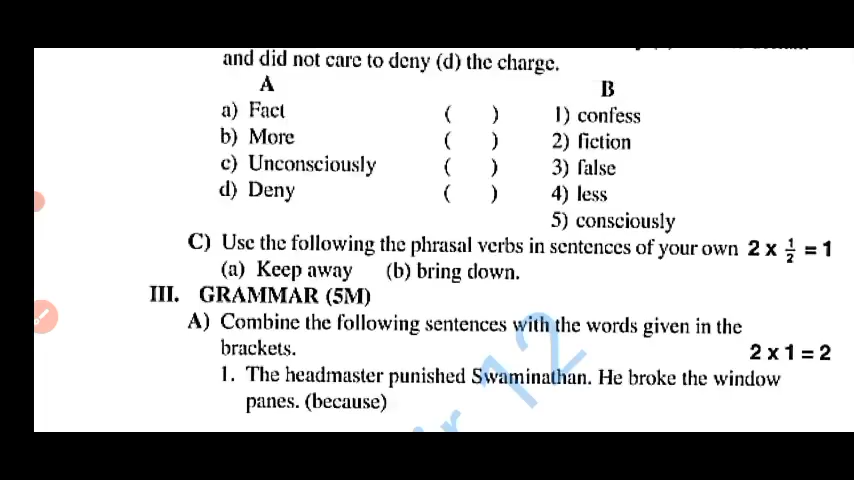 and did not care to deny (d) the charge.
A B
a) Fact ( ) 1) confess
b) More ( ) 2) fiction
c) Unconsciously ( ) 3) false
d) Deny ( ) 4) less
5) consciously
C) Use the following the phrasal verbs in sentences of your own 2 x 1/2 = 1
(a) Keep away (b) bring down.
III. GRAMMAR (5M)
A) Combine the following sentences with the words given in the
brackets. 2 x 1 = 2
1. The headmaster punished Swaminathan. He broke the window
panes. (because)
12